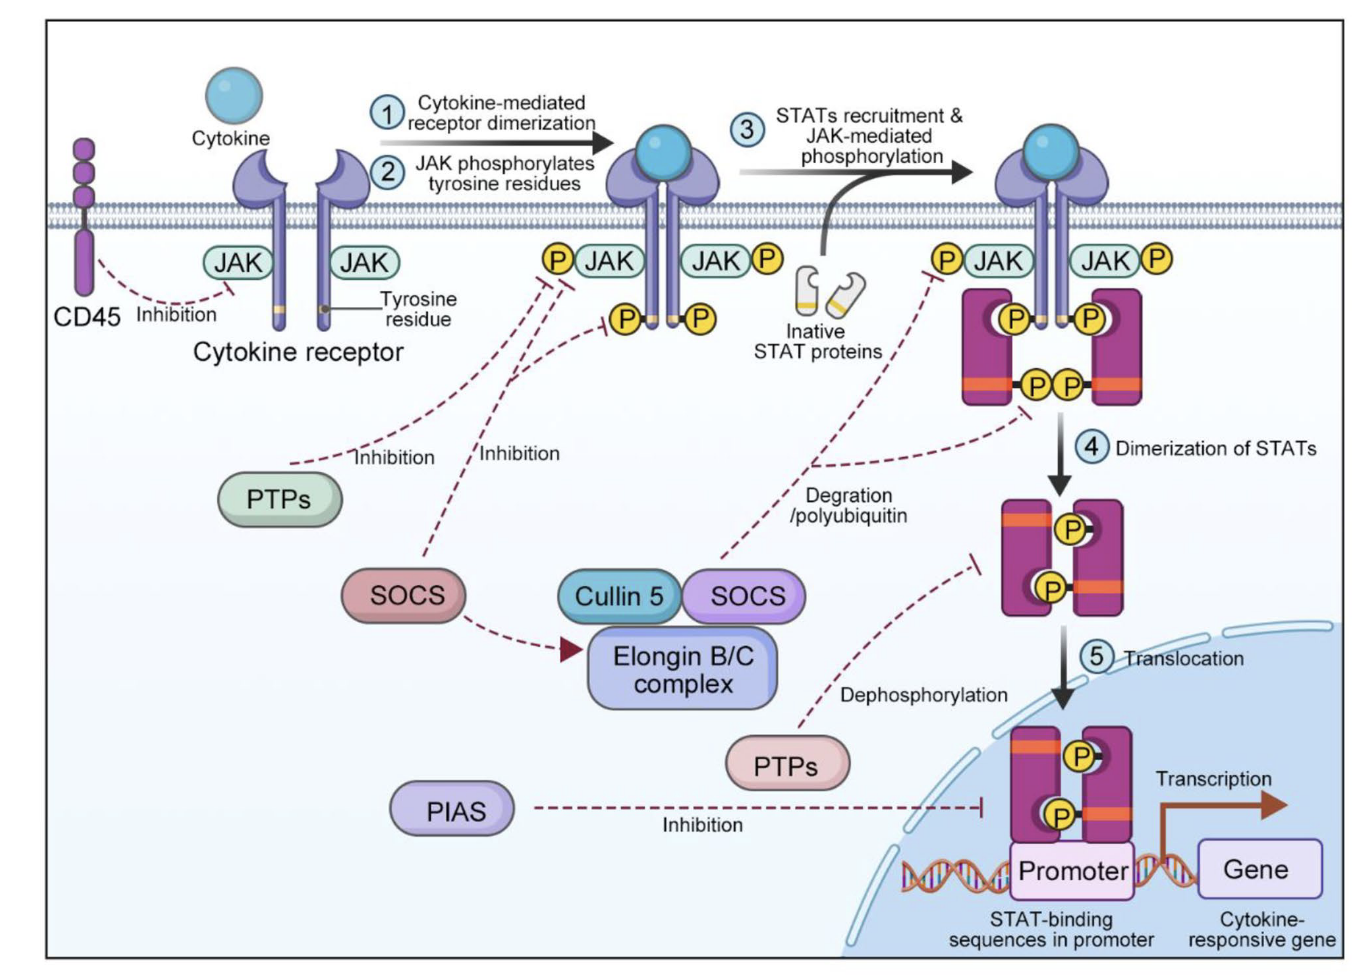 Cytokine
1
Cytokine-mediated
receptor dimerization
2
JAK phosphorylates
tyrosine residues
3
STATs recruitment &
JAK-mediated
phosphorylation
JAK
JAK
P
JAK
JAK
P
P
JAK
JAK
P
CD45
Inhibition
Tyrosine
residue
Cytokine receptor
P
P
Inative
STAT proteins
P
P
P
P
4
Dimerization of STATs
Inhibition
Inhibition
PTPs
Degration
/polyubiquitin
P
P
SOCS
Cullin 5
SOCS
Elongin B/C
complex
5
Translocation
Dephosphorylation
PTPs
P
P
Transcription
PIAS
Inhibition
Promoter
Gene
STAT-binding
sequences in promoter
Cytokine-
responsive gene